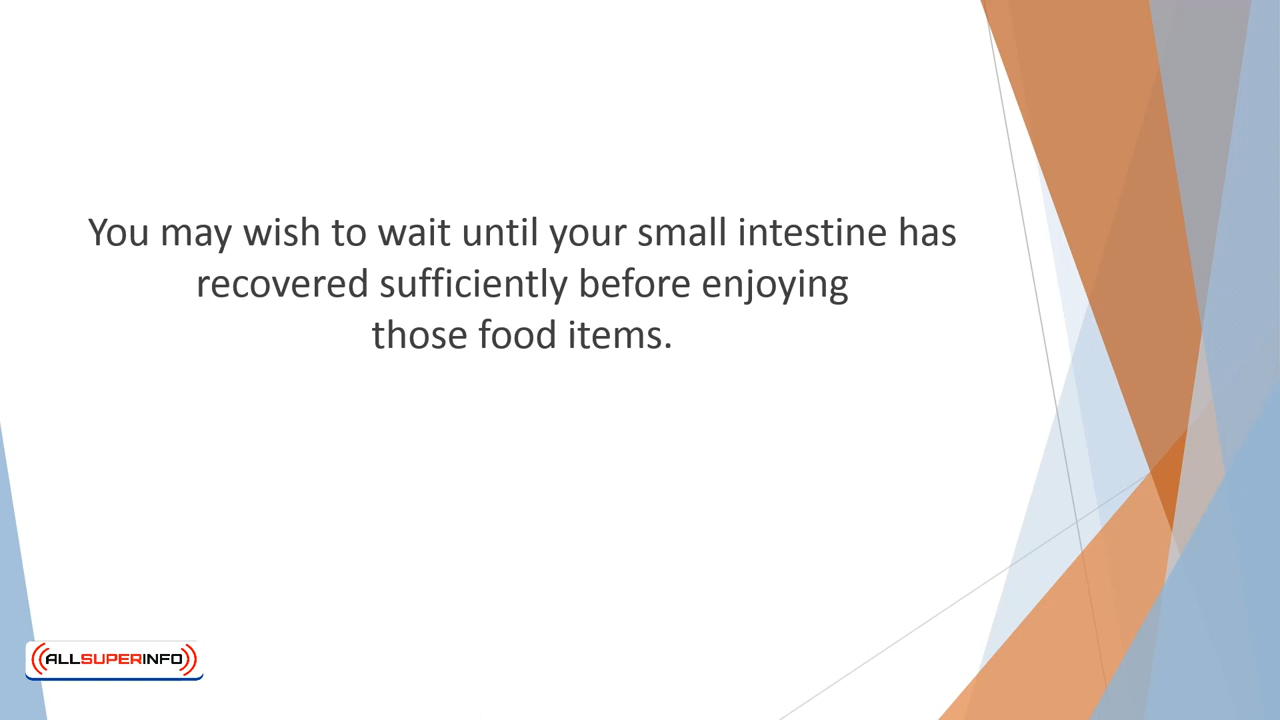 You may wish to wait until your small intestine has
recovered sufficiently before enjoying
those food items.
ALLSUPERINFO